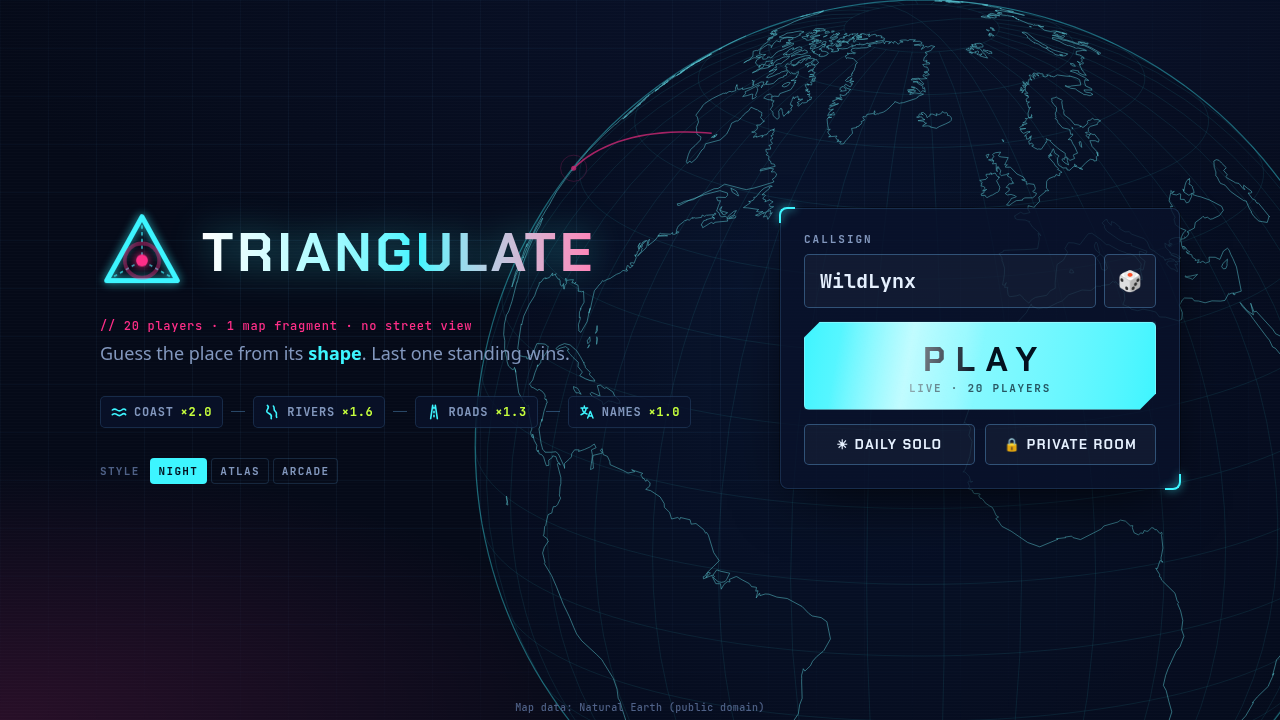 TRIANGULATE
// 20 players · 1 map fragment · no street view
Guess the place from its shape. Last one standing wins.
COAST ×2.0
RIVERS ×1.6
ROADS ×1.3
NAMES ×1.0
STYLE NIGHT ATLAS ARCADE
CALLSIGN
WildLynx
PLAY
LIVE · 20 PLAYERS
☀ DAILY SOLO
🔒 PRIVATE ROOM
Map data: Natural Earth (public domain)